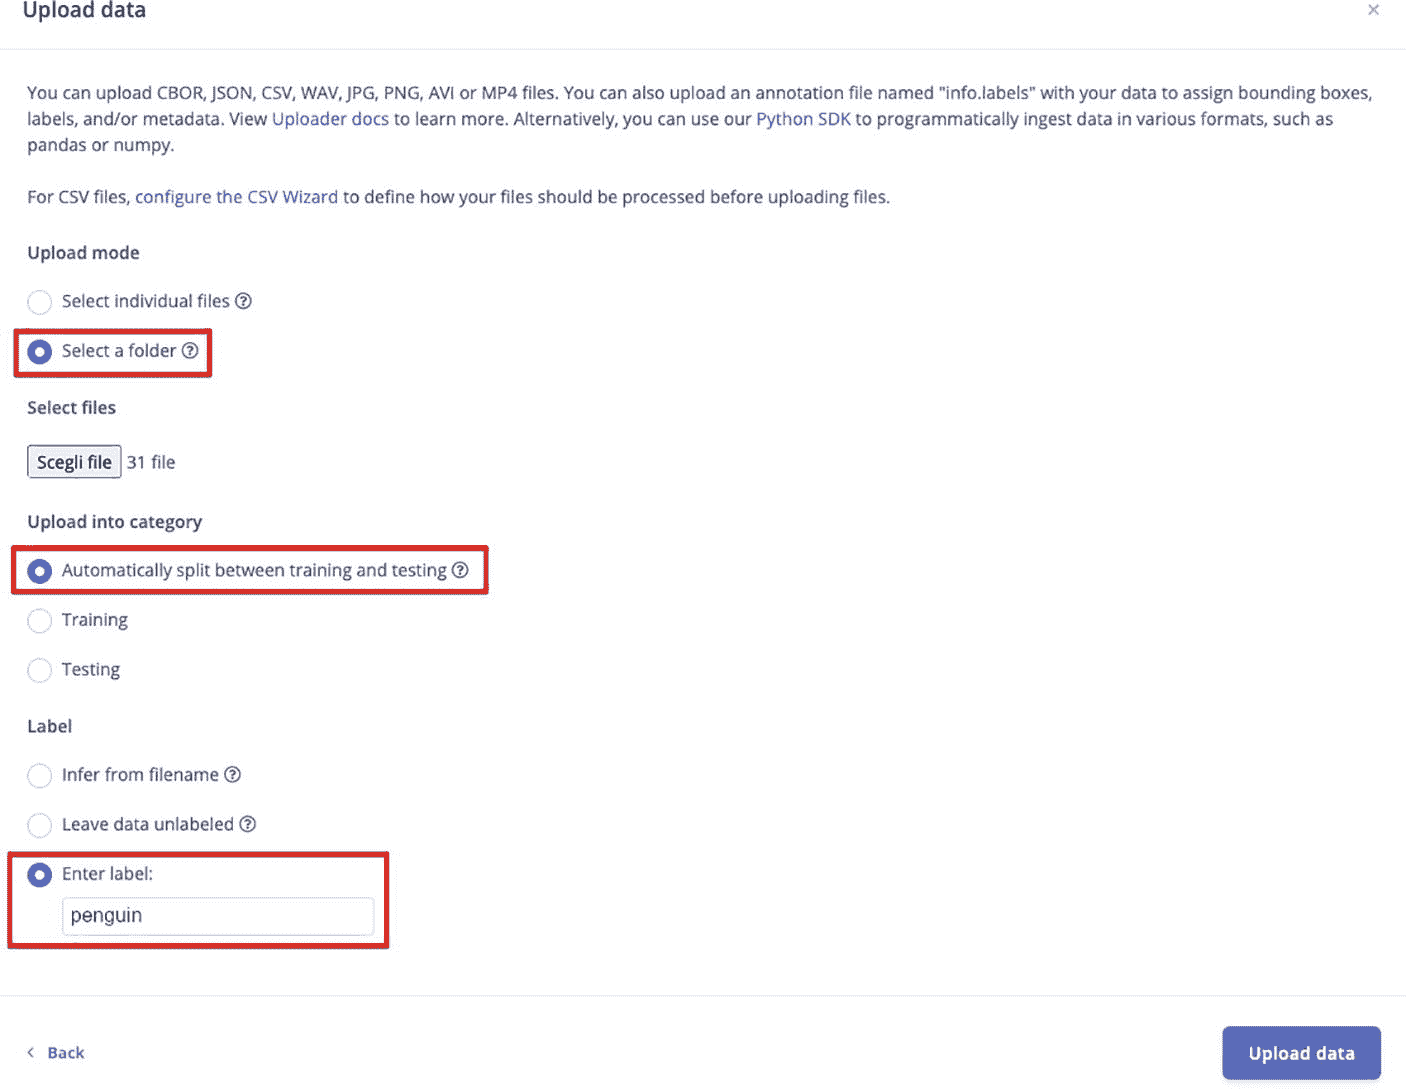 Upload data
×
You can upload CBOR, JSON, CSV, WAV, JPG, PNG, AVI or MP4 files. You can also upload an annotation file named "info.labels" with your data to assign bounding boxes,
labels, and/or metadata. View Uploader docs to learn more. Alternatively, you can use our Python SDK to programmatically ingest data in various formats, such as
pandas or numpy.
For CSV files, configure the CSV Wizard to define how your files should be processed before uploading files.
Upload mode
Select individual files ?
Select a folder ?
Select files
Scegli file 31 file
Upload into category
Automatically split between training and testing ?
Training
Testing
Label
Infer from filename ?
Leave data unlabeled ?
Enter label:
penguin
< Back
Upload data